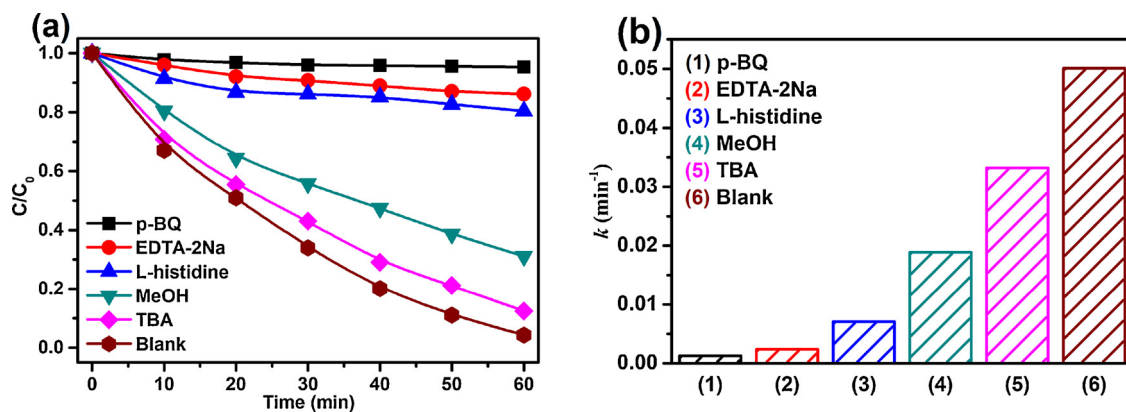 (a)
C/C0
1.0
0.8
0.6
0.4
0.2
0.0
p-BQ
EDTA-2Na
L-histidine
MeOH
TBA
Blank
0 10 20 30 40 50 60
Time (min)
(b)
k (min-1)
0.05
0.04
0.03
0.02
0.01
0.00
(1) p-BQ
(2) EDTA-2Na
(3) L-histidine
(4) MeOH
(5) TBA
(6) Blank
(1) (2) (3) (4) (5) (6)